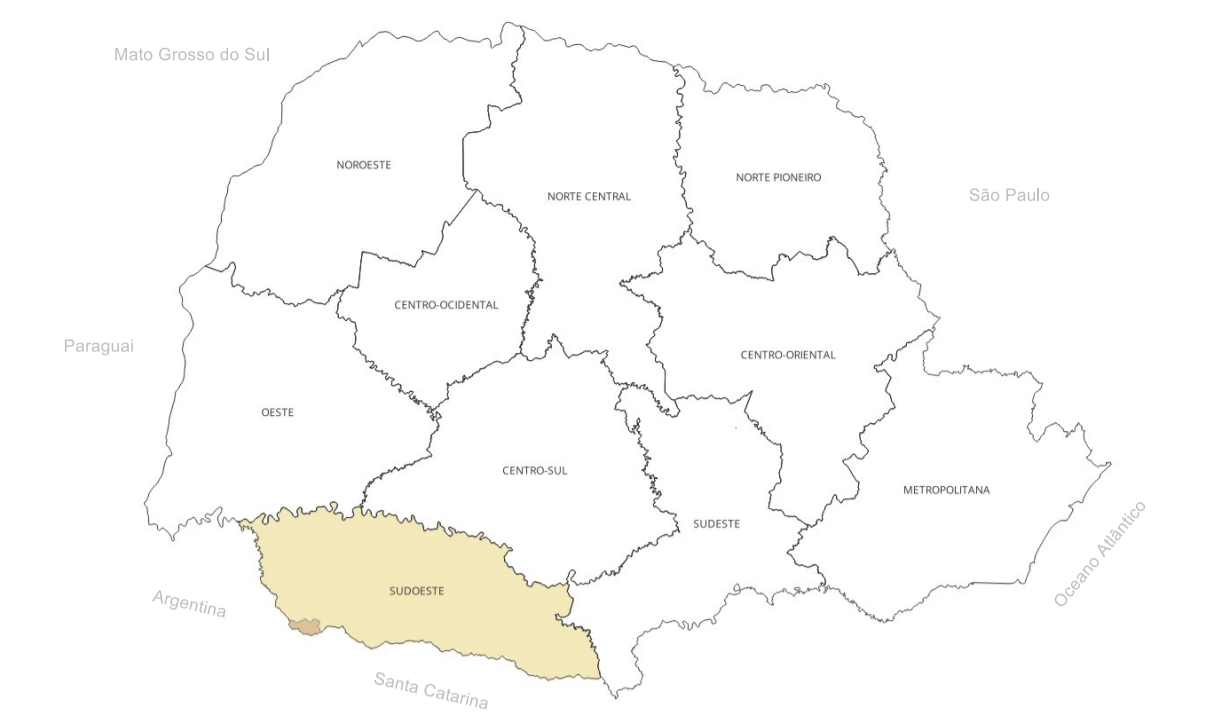 Mato Grosso do Sul
NOROESTE
NORTE PIONEIRO
NORTE CENTRAL
São Paulo
CENTRO-OCIDENTAL
Paraguai
CENTRO-ORIENTAL
OESTE
CENTRO-SUL
METROPOLITANA
SUDESTE
Oceano Atlântico
SUDOESTE
Argentina
Santa Catarina